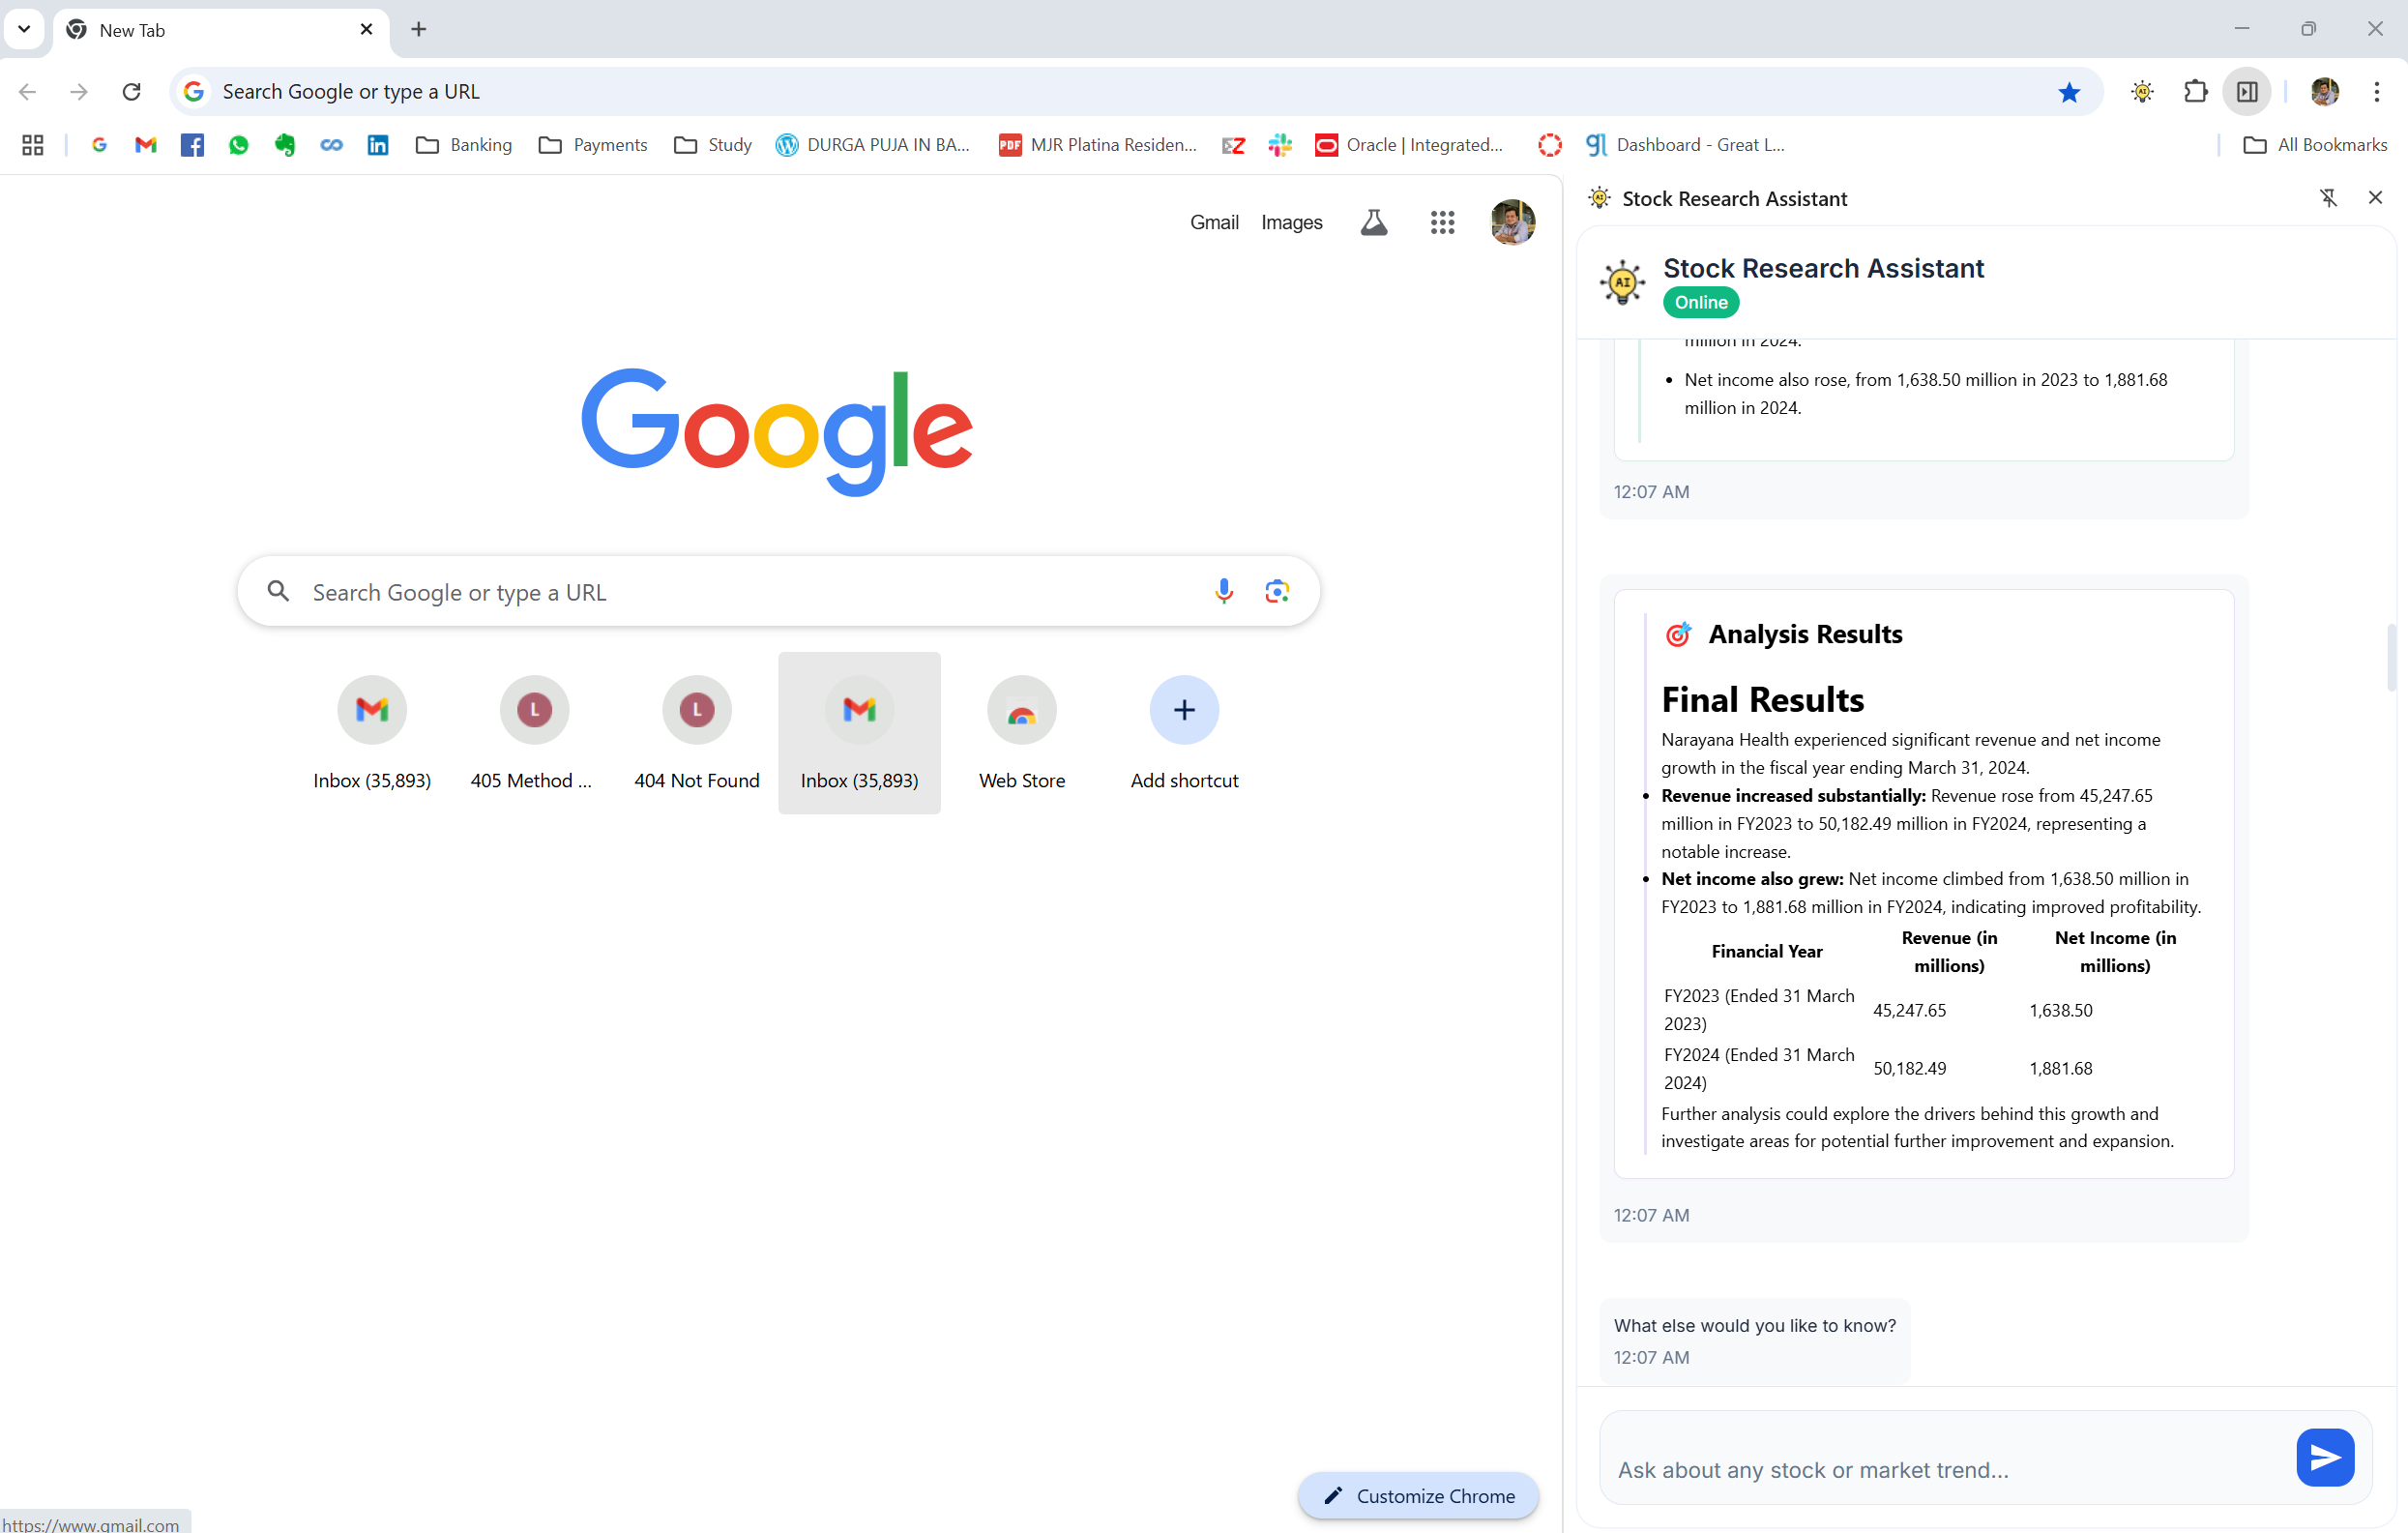 New Tab
Search Google or type a URL
Banking
Payments
Study
DURGA PUJA IN BA...
PDF
MJR Platina Residen...
EZ
Oracle | Integrated...
gl
Dashboard - Great L...
All Bookmarks
Gmail
Images
Google
Search Google or type a URL
Inbox (35,893)
L
405 Method ...
L
404 Not Found
Inbox (35,893)
Web Store
Add shortcut
Customize Chrome
https://www.gmail.com
Stock Research Assistant
AI
Stock Research Assistant
Online
million in 2024.
• Net income also rose, from 1,638.50 million in 2023 to 1,881.68
million in 2024.
12:07 AM
🎯 Analysis Results
Final Results
Narayana Health experienced significant revenue and net income
growth in the fiscal year ending March 31, 2024.
• Revenue increased substantially: Revenue rose from 45,247.65
million in FY2023 to 50,182.49 million in FY2024, representing a
notable increase.
• Net income also grew: Net income climbed from 1,638.50 million in
FY2023 to 1,881.68 million in FY2024, indicating improved profitability.
Financial Year
Revenue (in
millions)
Net Income (in
millions)
FY2023 (Ended 31 March
2023)
45,247.65
1,638.50
FY2024 (Ended 31 March
2024)
50,182.49
1,881.68
Further analysis could explore the drivers behind this growth and
investigate areas for potential further improvement and expansion.
12:07 AM
What else would you like to know?
12:07 AM
Ask about any stock or market trend...